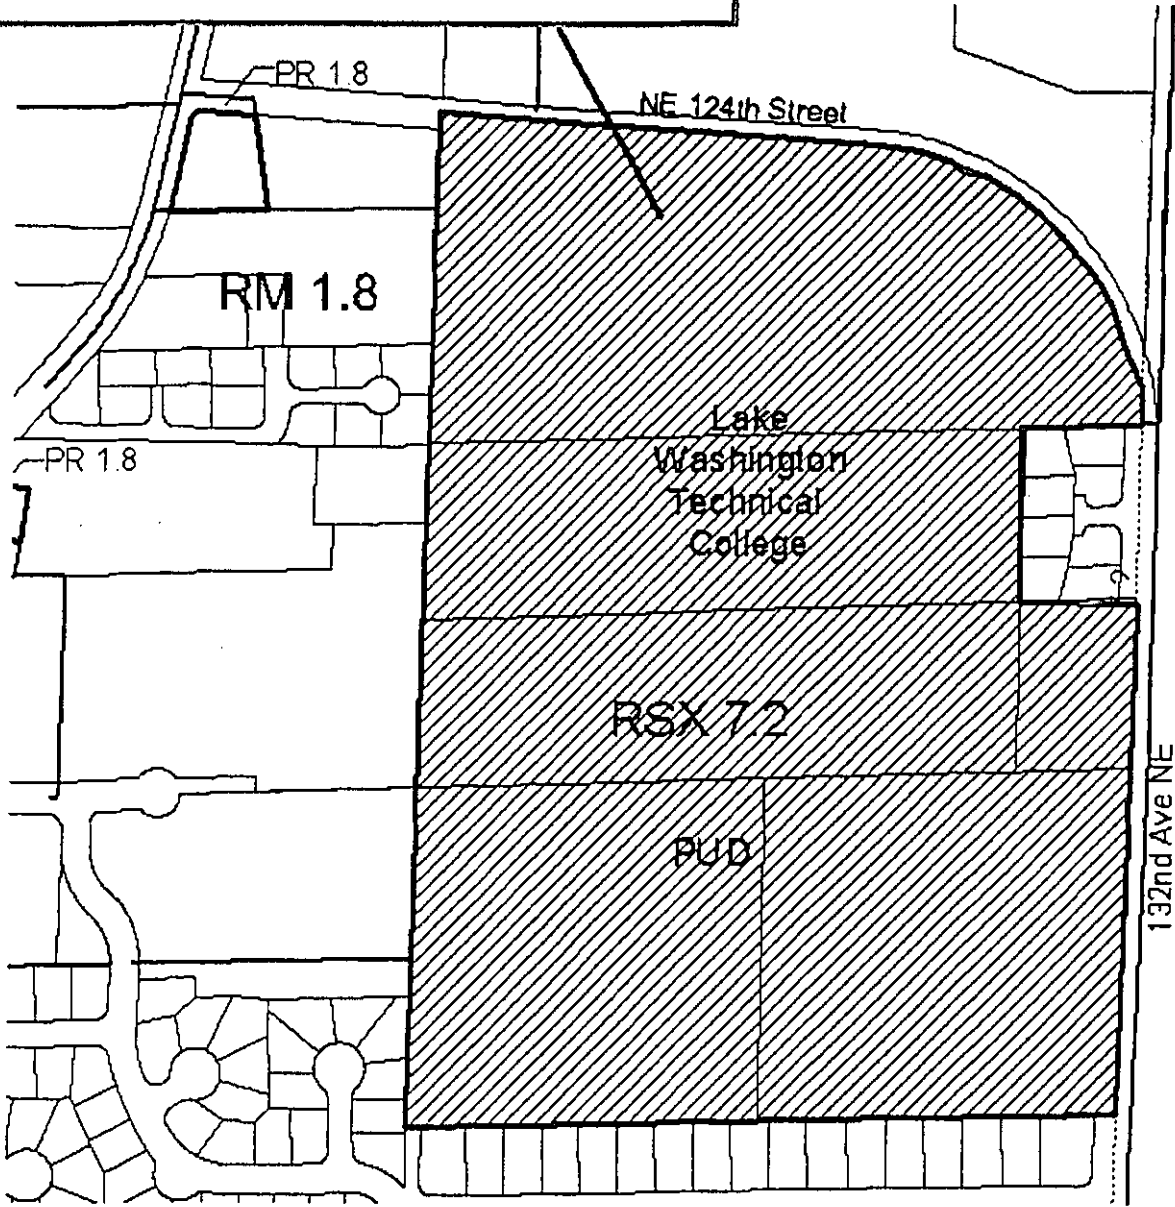 PR 1.8
NE 124th Street
RM 1.8
Lake
Washington
Technical
College
PR 1.8
RSX 7.2
PUD
132nd Ave NE